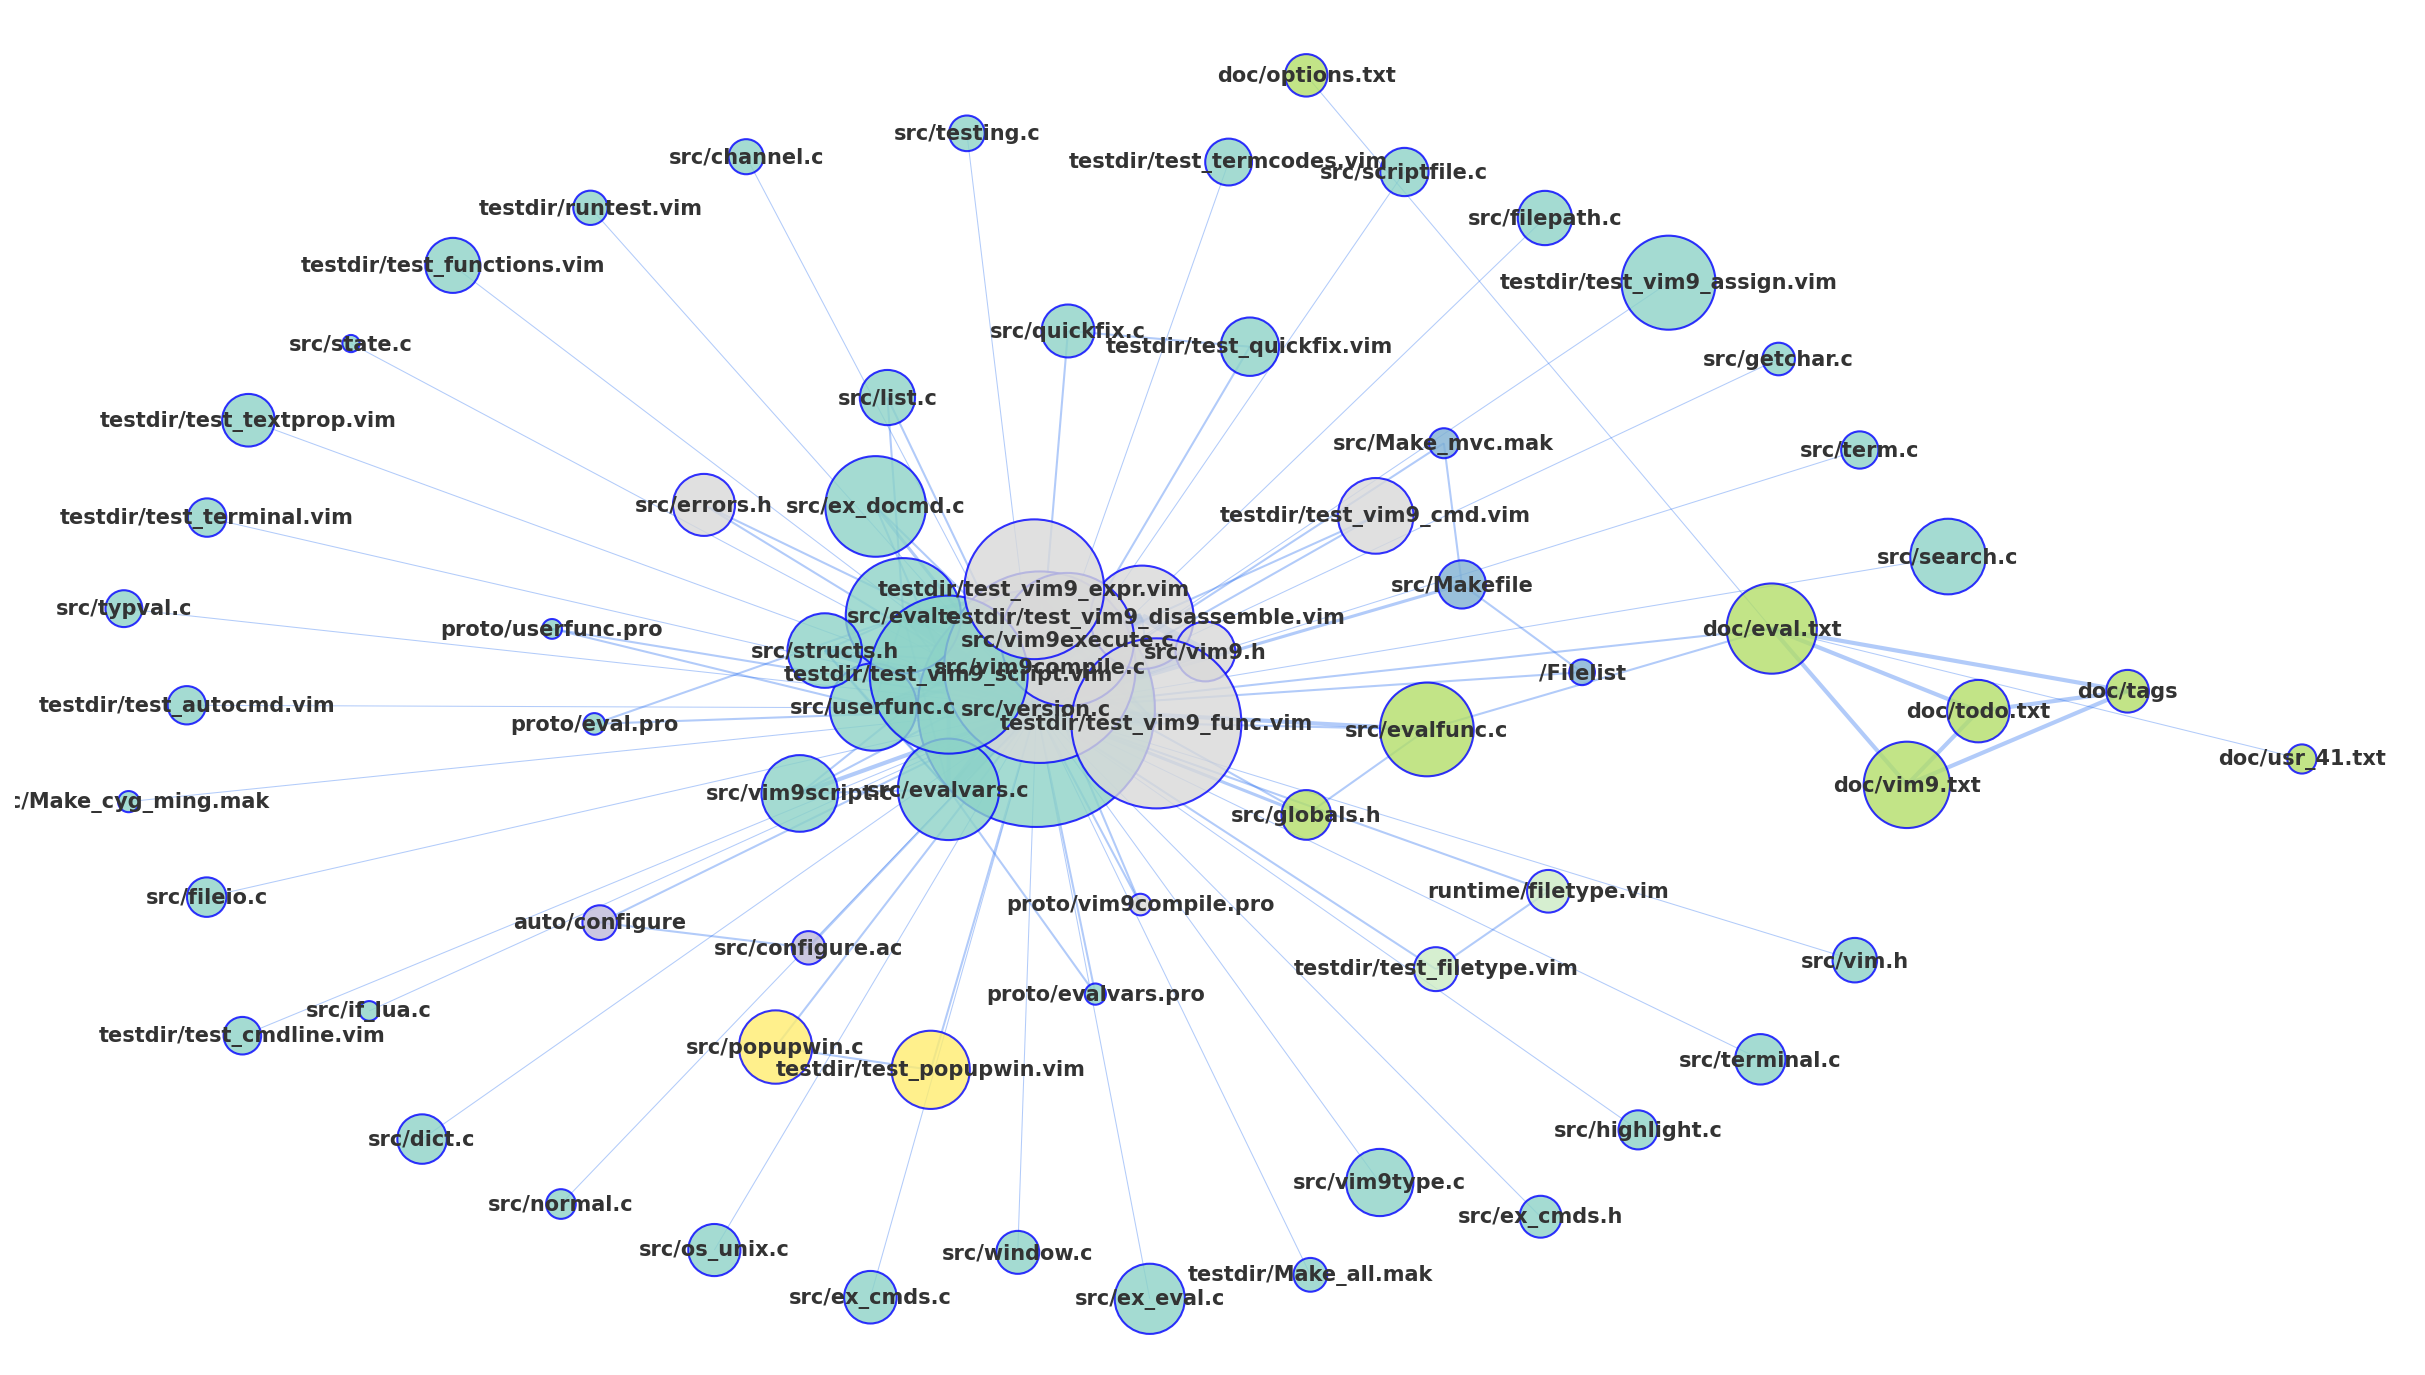 doc/options.txt
src/testing.c
src/channel.c
testdir/test_termcodes.vim
src/scriptfile.c
testdir/runtest.vim
src/filepath.c
testdir/test_functions.vim
testdir/test_vim9_assign.vim
src/quickfix.c
src/state.c
testdir/test_quickfix.vim
src/getchar.c
src/list.c
testdir/test_textprop.vim
src/Make_mvc.mak
src/term.c
src/errors.h
src/ex_docmd.c
testdir/test_vim9_cmd.vim
testdir/test_terminal.vim
src/search.c
src/Makefile
testdir/test_vim9_expr.vim
src/typval.c
testdir/test_vim9_disassemble.vim
proto/userfunc.pro
doc/eval.txt
src/vim9execute.c
src/structs.h
src/vim9.h
src/vim9compile.c
testdir/test_vim9_script.vim
/Filelist
doc/tags
testdir/test_autocmd.vim
src/userfunc.c
src/version.c
doc/todo.txt
proto/eval.pro
testdir/test_vim9_func.vim
src/evalfunc.c
doc/usr_41.txt
doc/vim9.txt
src/vim9script.c
src/evalvars.c
c/Make_cyg_ming.mak
src/globals.h
runtime/filetype.vim
src/fileio.c
proto/vim9compile.pro
auto/configure
src/configure.ac
src/vim.h
testdir/test_filetype.vim
proto/evalvars.pro
src/if_lua.c
testdir/test_cmdline.vim
src/popupwin.c
src/terminal.c
testdir/test_popupwin.vim
src/highlight.c
src/dict.c
src/vim9type.c
src/normal.c
src/ex_cmds.h
src/os_unix.c
src/window.c
testdir/Make_all.mak
src/ex_cmds.c
src/ex_eval.c